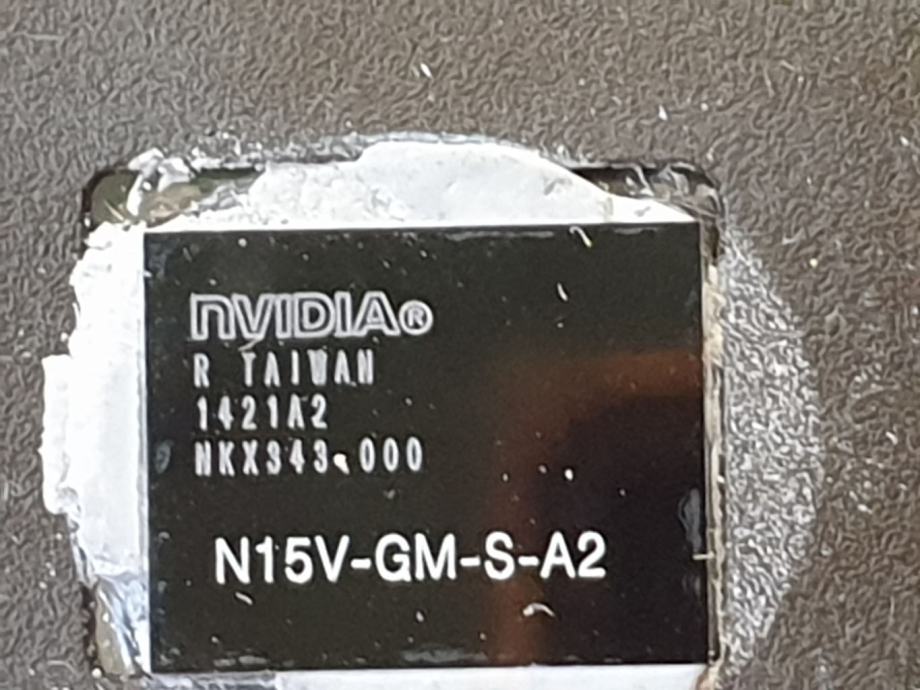 NVIDIA®
R TAIWAN
1421A2
NKX343.000
N15V-GM-S-A2